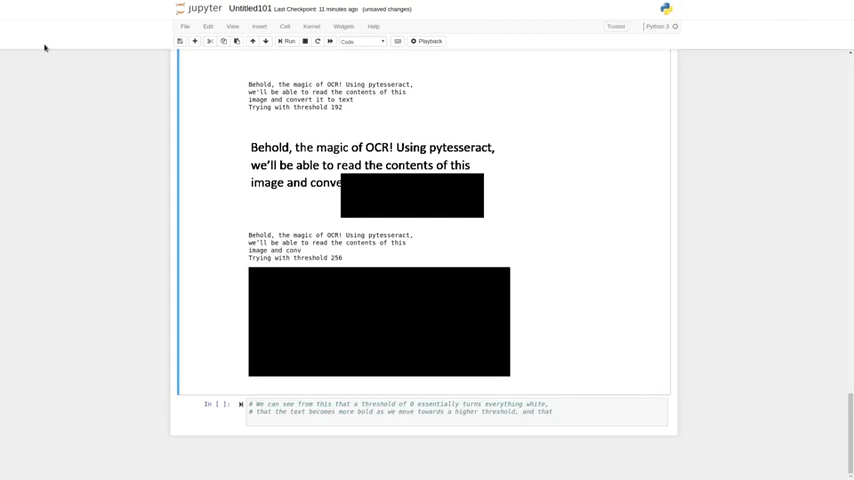 jupyter Untitled101 Last Checkpoint: 11 minutes ago (unsaved changes)
File Edit View Insert Cell Kernel Widgets Help Trusted Python 3
Run Code Playback
Behold, the magic of OCR! Using pytesseract,
we'll be able to read the contents of this
image and convert it to text
Trying with threshold 192
Behold, the magic of OCR! Using pytesseract,
we'll be able to read the contents of this
image and conve
Behold, the magic of OCR! Using pytesseract,
we'll be able to read the contents of this
image and conv
Trying with threshold 256
In [ ]: # We can see from this that a threshold of 0 essentially turns everything white,
# that the text becomes more bold as we move towards a higher threshold, and that